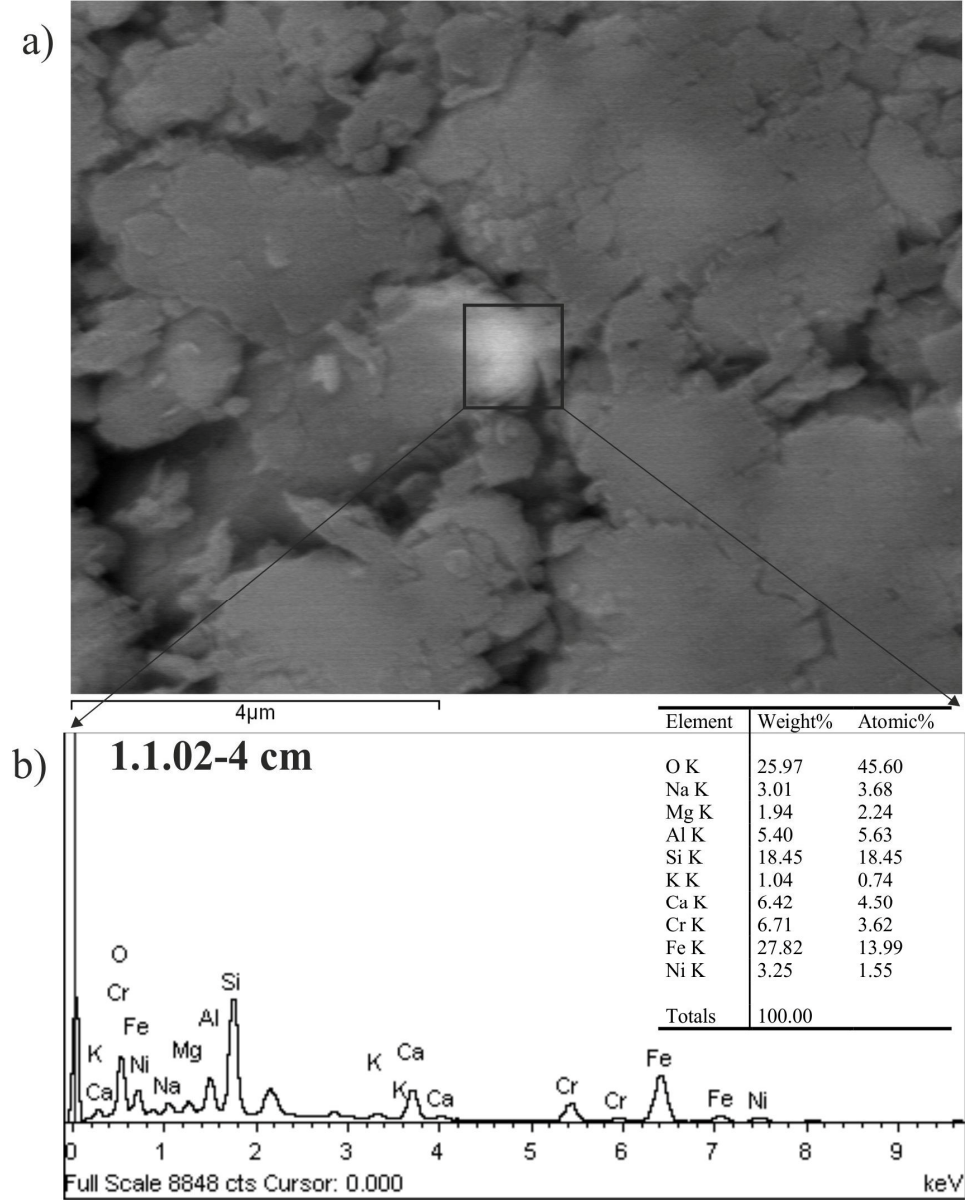 a)
4µm
b)
1.1.02-4 cm
Element Weight% Atomic%
O K 25.97 45.60
Na K 3.01 3.68
Mg K 1.94 2.24
Al K 5.40 5.63
Si K 18.45 18.45
K K 1.04 0.74
Ca K 6.42 4.50
Cr K 6.71 3.62
Fe K 27.82 13.99
Ni K 3.25 1.55
Totals 100.00
O
Si
Cr
Al
Fe
K
Ni
Mg
Ca
Na
K
Ca
K
Ca
Cr
Cr
Fe
Fe
Ni
0 1 2 3 4 5 6 7 8 9
Full Scale 8848 cts Cursor: 0.000 keV